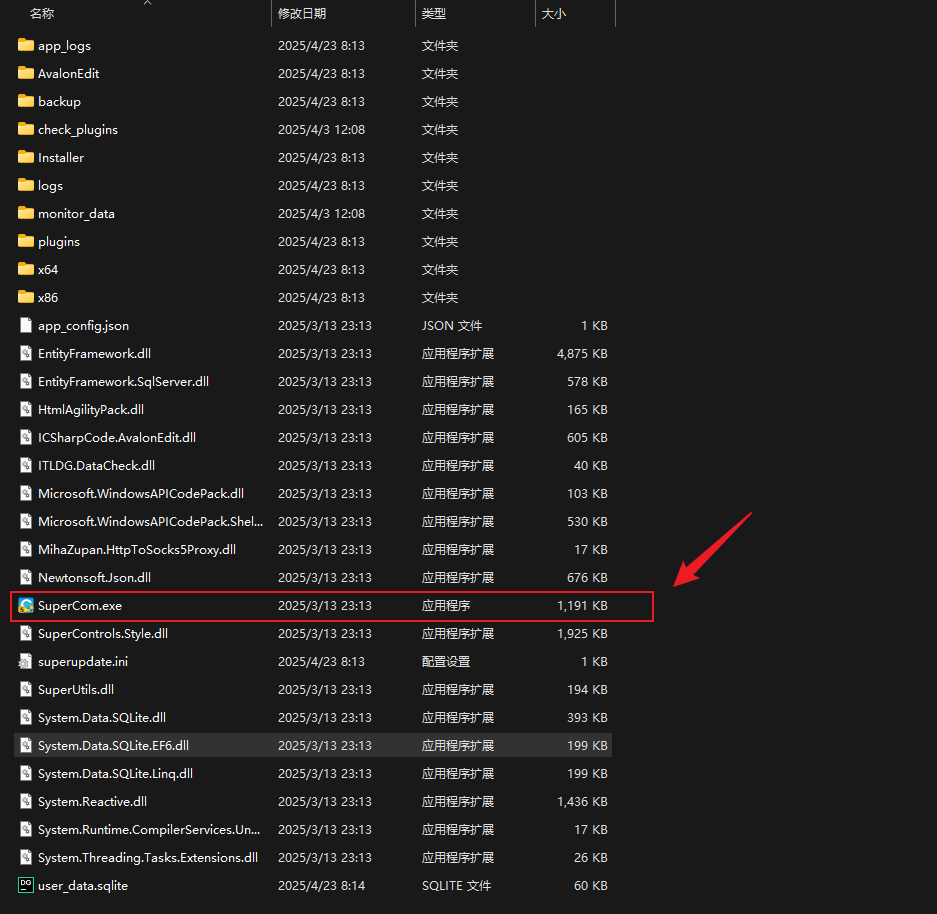 名称 修改日期 类型 大小
app_logs 2025/4/23 8:13 文件夹
AvalonEdit 2025/4/23 8:13 文件夹
backup 2025/4/23 8:13 文件夹
check_plugins 2025/4/3 12:08 文件夹
Installer 2025/4/23 8:13 文件夹
logs 2025/4/23 8:13 文件夹
monitor_data 2025/4/3 12:08 文件夹
plugins 2025/4/23 8:13 文件夹
x64 2025/4/23 8:13 文件夹
x86 2025/4/23 8:13 文件夹
app_config.json 2025/3/13 23:13 JSON 文件 1 KB
EntityFramework.dll 2025/3/13 23:13 应用程序扩展 4,875 KB
EntityFramework.SqlServer.dll 2025/3/13 23:13 应用程序扩展 578 KB
HtmlAgilityPack.dll 2025/3/13 23:13 应用程序扩展 165 KB
ICSharpCode.AvalonEdit.dll 2025/3/13 23:13 应用程序扩展 605 KB
ITLDG.DataCheck.dll 2025/3/13 23:13 应用程序扩展 40 KB
Microsoft.WindowsAPICodePack.dll 2025/3/13 23:13 应用程序扩展 103 KB
Microsoft.WindowsAPICodePack.Shel... 2025/3/13 23:13 应用程序扩展 530 KB
MihaZupan.HttpToSocks5Proxy.dll 2025/3/13 23:13 应用程序扩展 17 KB
Newtonsoft.Json.dll 2025/3/13 23:13 应用程序扩展 676 KB
SuperCom.exe 2025/3/13 23:13 应用程序 1,191 KB
SuperControls.Style.dll 2025/3/13 23:13 应用程序扩展 1,925 KB
superupdate.ini 2025/4/23 8:13 配置设置 1 KB
SuperUtils.dll 2025/3/13 23:13 应用程序扩展 194 KB
System.Data.SQLite.dll 2025/3/13 23:13 应用程序扩展 393 KB
System.Data.SQLite.EF6.dll 2025/3/13 23:13 应用程序扩展 199 KB
System.Data.SQLite.Linq.dll 2025/3/13 23:13 应用程序扩展 199 KB
System.Reactive.dll 2025/3/13 23:13 应用程序扩展 1,436 KB
System.Runtime.CompilerServices.Un... 2025/3/13 23:13 应用程序扩展 17 KB
System.Threading.Tasks.Extensions.dll 2025/3/13 23:13 应用程序扩展 26 KB
DG user_data.sqlite 2025/4/23 8:14 SQLITE 文件 60 KB